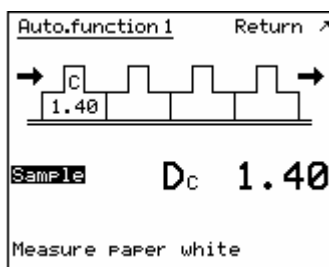 Auto.function 1 Return ↗
C
1.40
Sample Dc 1.40
Measure paper white